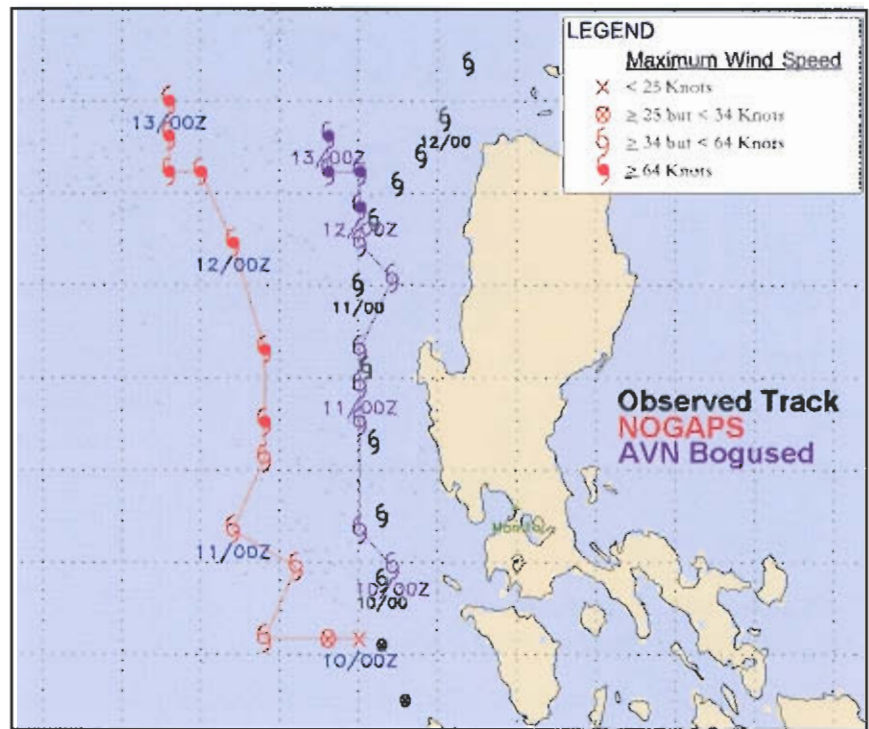 LEGEND
Maximum Wind Speed
< 25 Knots
≥ 25 but < 34 Knots
≥ 34 but < 64 Knots
≥ 64 Knots
13/00Z
12/00
13/00Z
12/00Z
12/00Z
11/00
11/00Z
Observed Track
NOGAPS
AVN Bogused
11/00Z
10/00Z
10/00
10/00Z